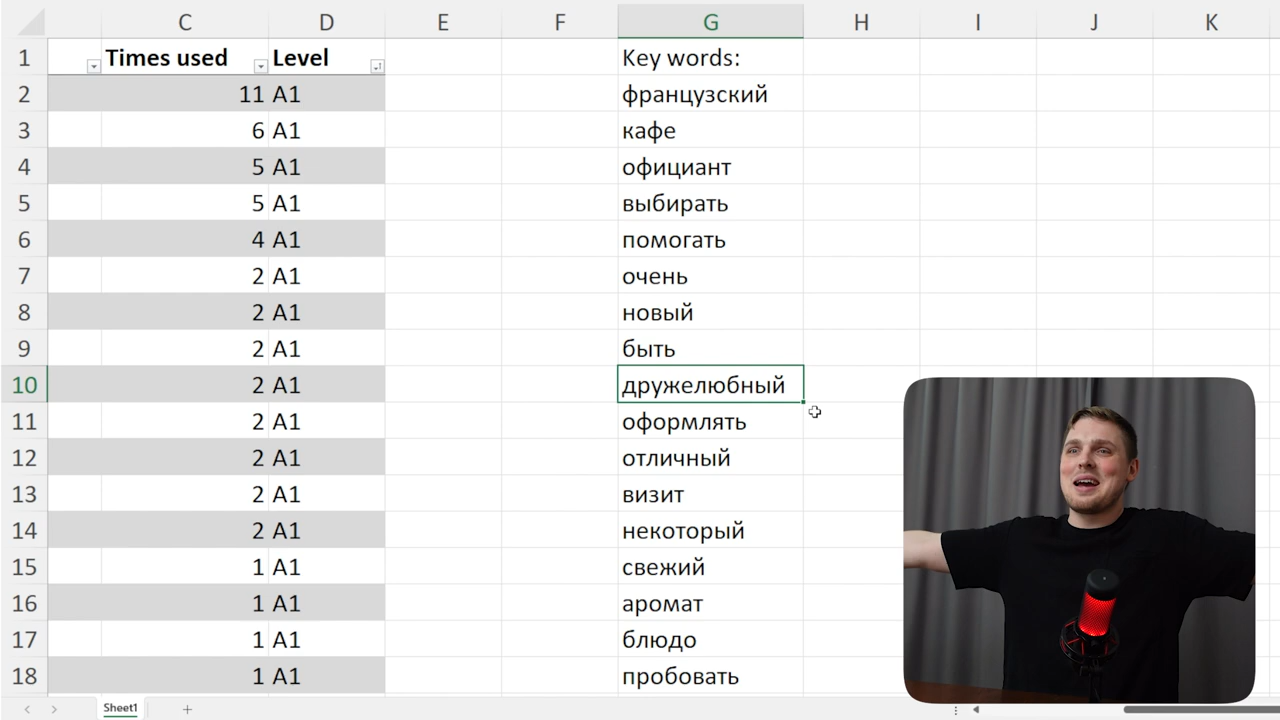 C D E F G H I J K
1 Times used Level Key words:
2 11 A1 французский
3 6 A1 кафе
4 5 A1 официант
5 5 A1 выбирать
6 4 A1 помогать
7 2 A1 очень
8 2 A1 новый
9 2 A1 быть
10 2 A1 дружелюбный
11 2 A1 оформлять
12 2 A1 отличный
13 2 A1 визит
14 2 A1 некоторый
15 1 A1 свежий
16 1 A1 аромат
17 1 A1 блюдо
18 1 A1 пробовать
Sheet1